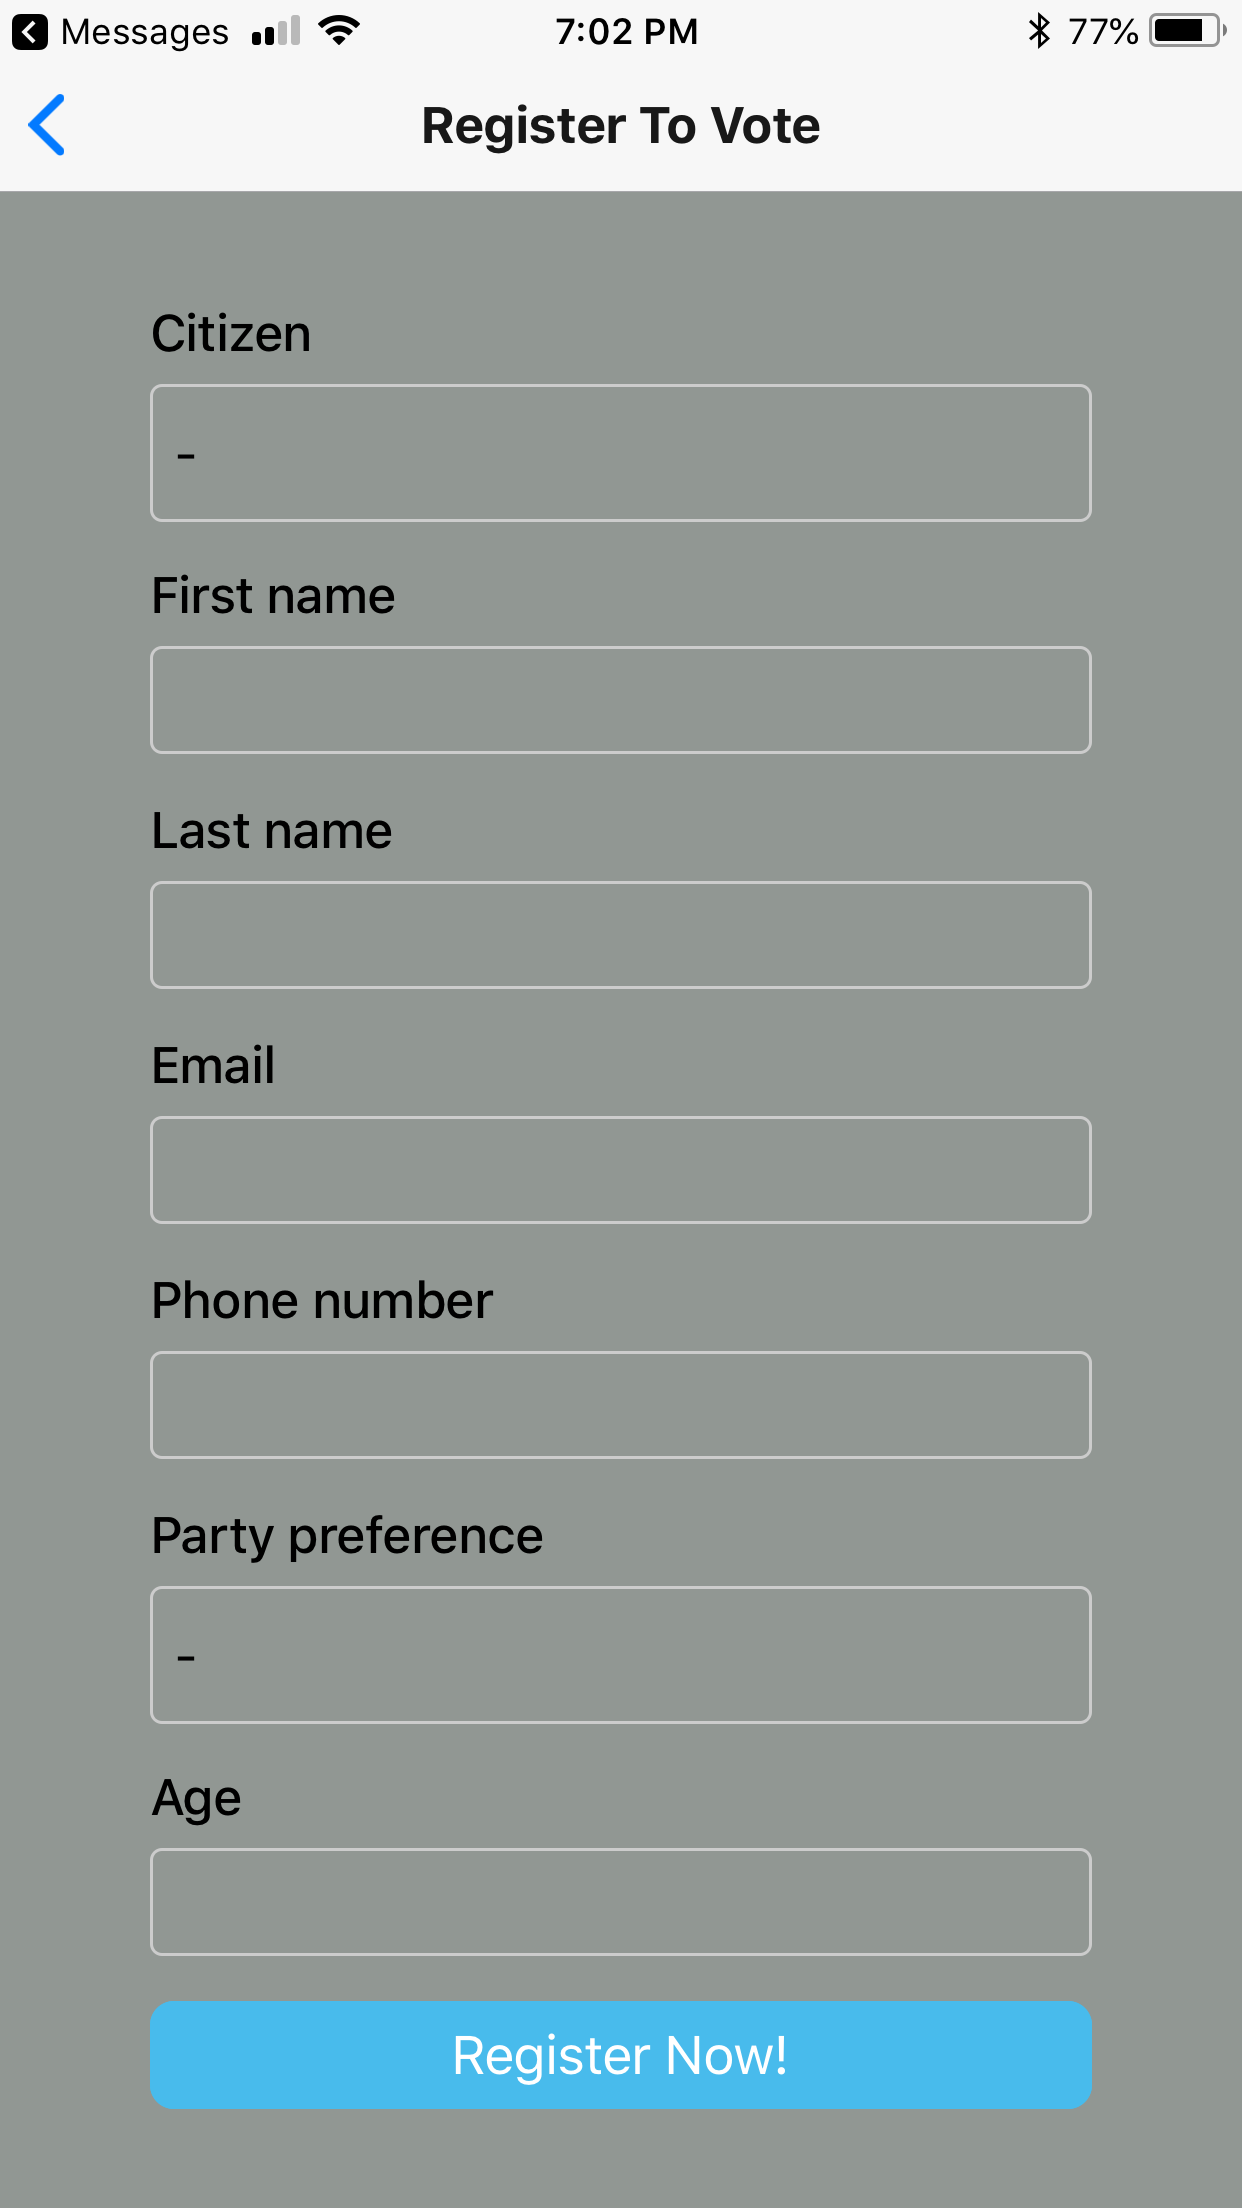 Messages 7:02 PM 77%
Register To Vote
Citizen
-
First name
Last name
Email
Phone number
Party preference
-
Age
Register Now!